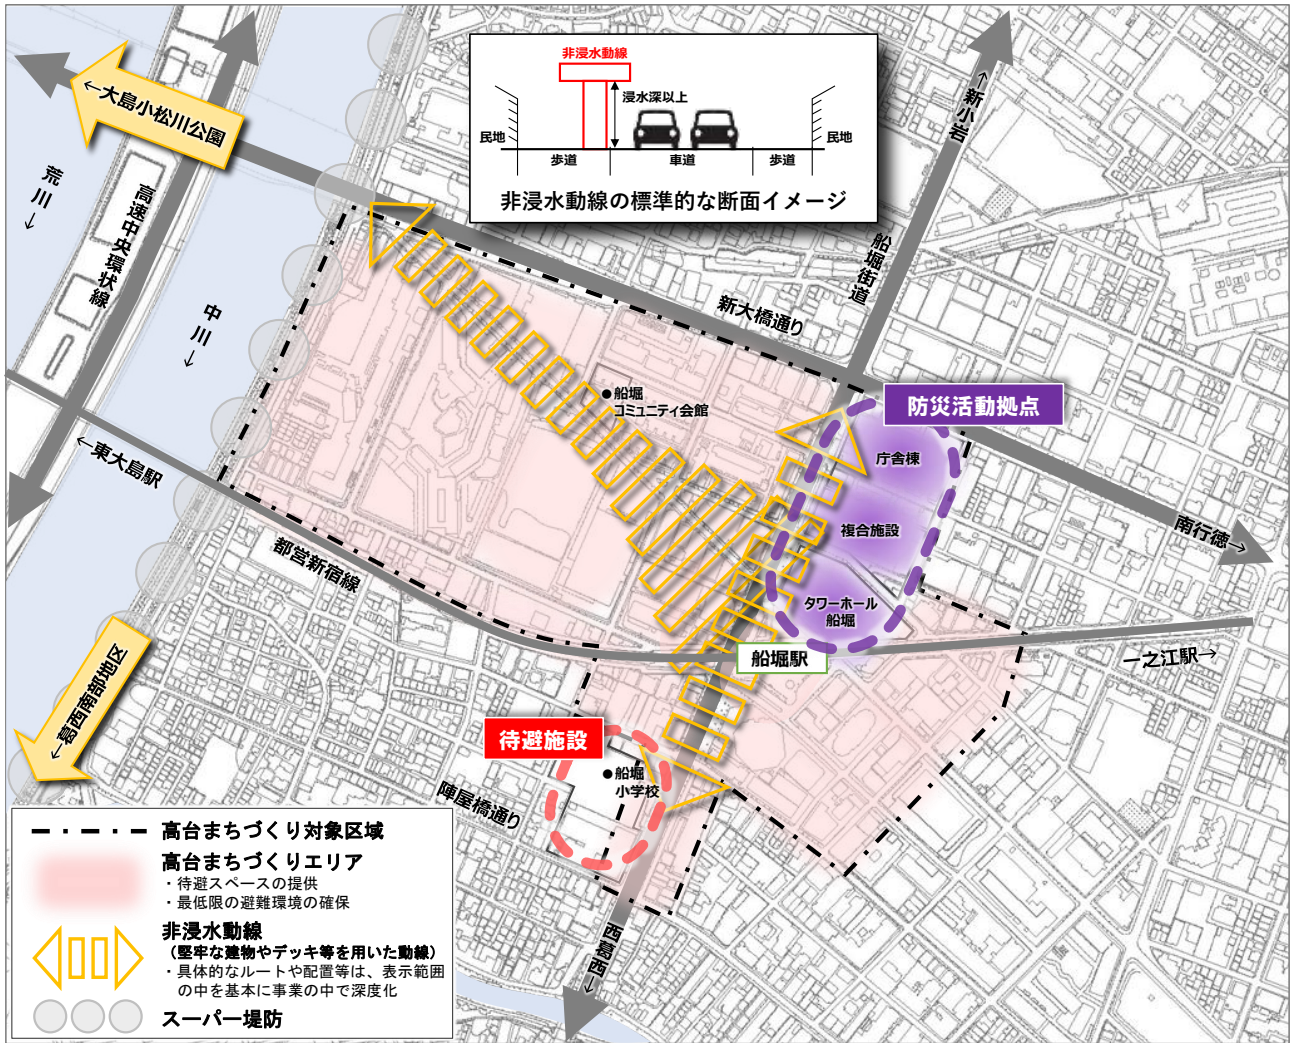 非浸水動線
浸水深以上
民地
民地
歩道
車道
歩道
非浸水動線の標準的な断面イメージ
←大島小松川公園
荒川→
高速中央環状線
中川→
←新小岩
船堀街道
新大橋通り
●船堀
コミュニティ会館
防災活動拠点
庁舎棟
複合施設
タワーホール
船堀
南行徳→
←東大島駅
都営新宿線
船堀駅
一之江駅→
←葛西南部地区
待避施設
●船堀
小学校
陣屋橋通り
西葛西→
高台まちづくり対象区域
高台まちづくりエリア
・待避スペースの提供
・最低限の避難環境の確保
非浸水動線
（堅牢な建物やデッキ等を用いた動線）
・具体的なルートや配置等は、表示範囲
の中を基本に事業の中で深度化
スーパー堤防